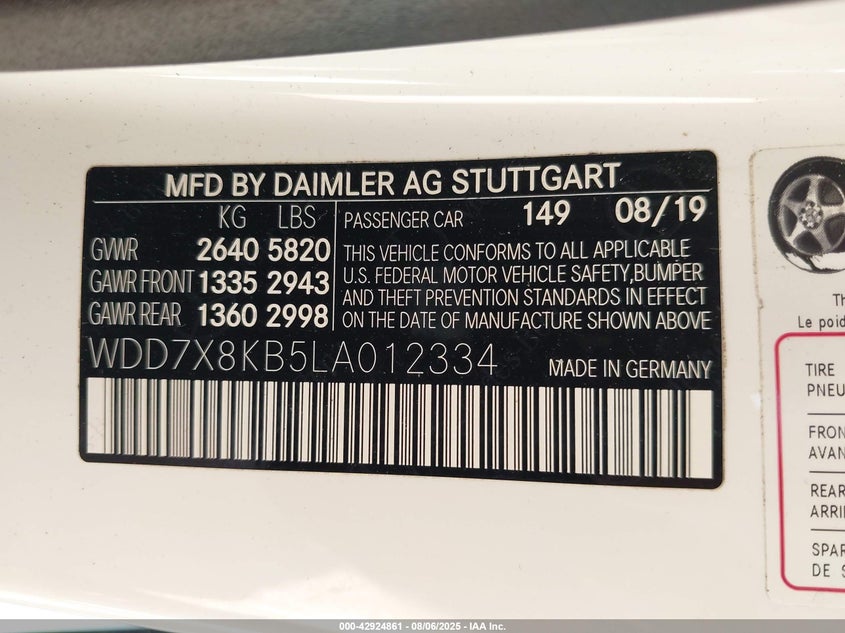 MFD BY DAIMLER AG STUTTGART
KG LBS
GVWR 2640 5820
GAWR FRONT 1335 2943
GAWR REAR 1360 2998
PASSENGER CAR 149 08/19
THIS VEHICLE CONFORMS TO ALL APPLICABLE
U.S. FEDERAL MOTOR VEHICLE SAFETY,BUMPER
AND THEFT PREVENTION STANDARDS IN EFFECT
ON THE DATE OF MANUFACTURE SHOWN ABOVE
WDD7X8KB5LA012334
MADE IN GERMANY
Le poid
TIRE
PNEU
FRON
AVAN
REAR
ARRI
SPAR
DE
000-42924861 - 08/06/2025 - IAA Inc.